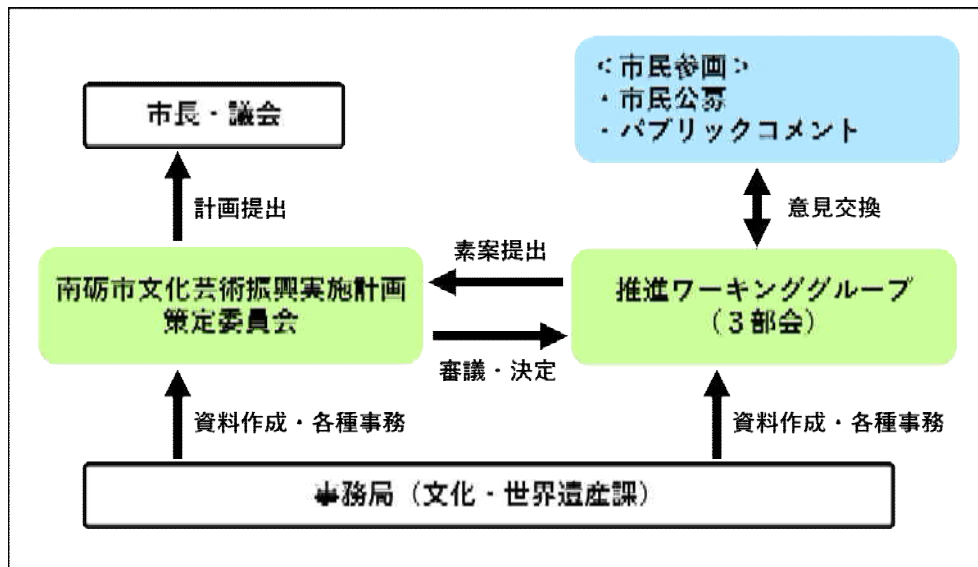 市長・議会
<市民参画>
・市民公募
・パブリックコメント
計画提出
意見交換
素案提出
南砺市文化芸術振興実施計画
策定委員会
推進ワーキンググループ
(3部会)
審議・決定
資料作成・各種事務
資料作成・各種事務
事務局(文化・世界遺産課)